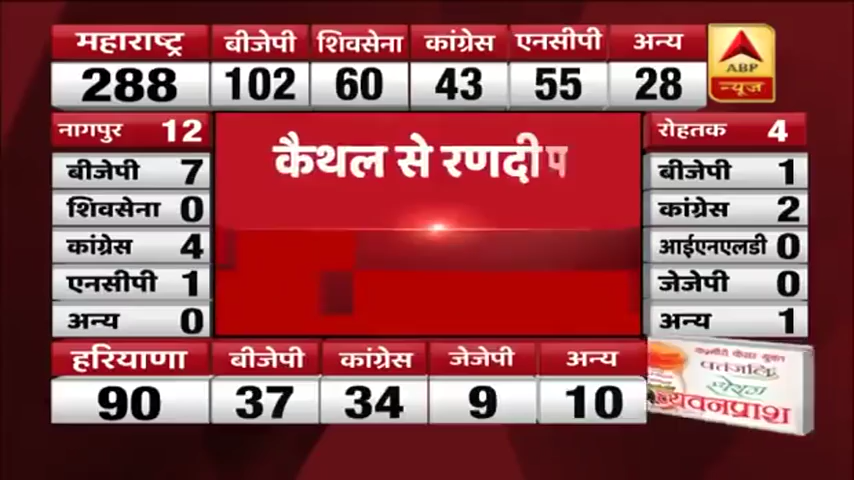 महाराष्ट्र बीजेपी शिवसेना कांग्रेस एनसीपी अन्य
288 102 60 43 55 28
ABP
न्यूज़
नागपुर 12
बीजेपी 7
शिवसेना 0
कांग्रेस 4
एनसीपी 1
अन्य 0
कैथल से रणदीप
रोहतक 4
बीजेपी 1
कांग्रेस 2
आईएनएलडी 0
जेजेपी 0
अन्य 1
हरियाणा बीजेपी कांग्रेस जेजेपी अन्य
90 37 34 9 10
पतंजलि